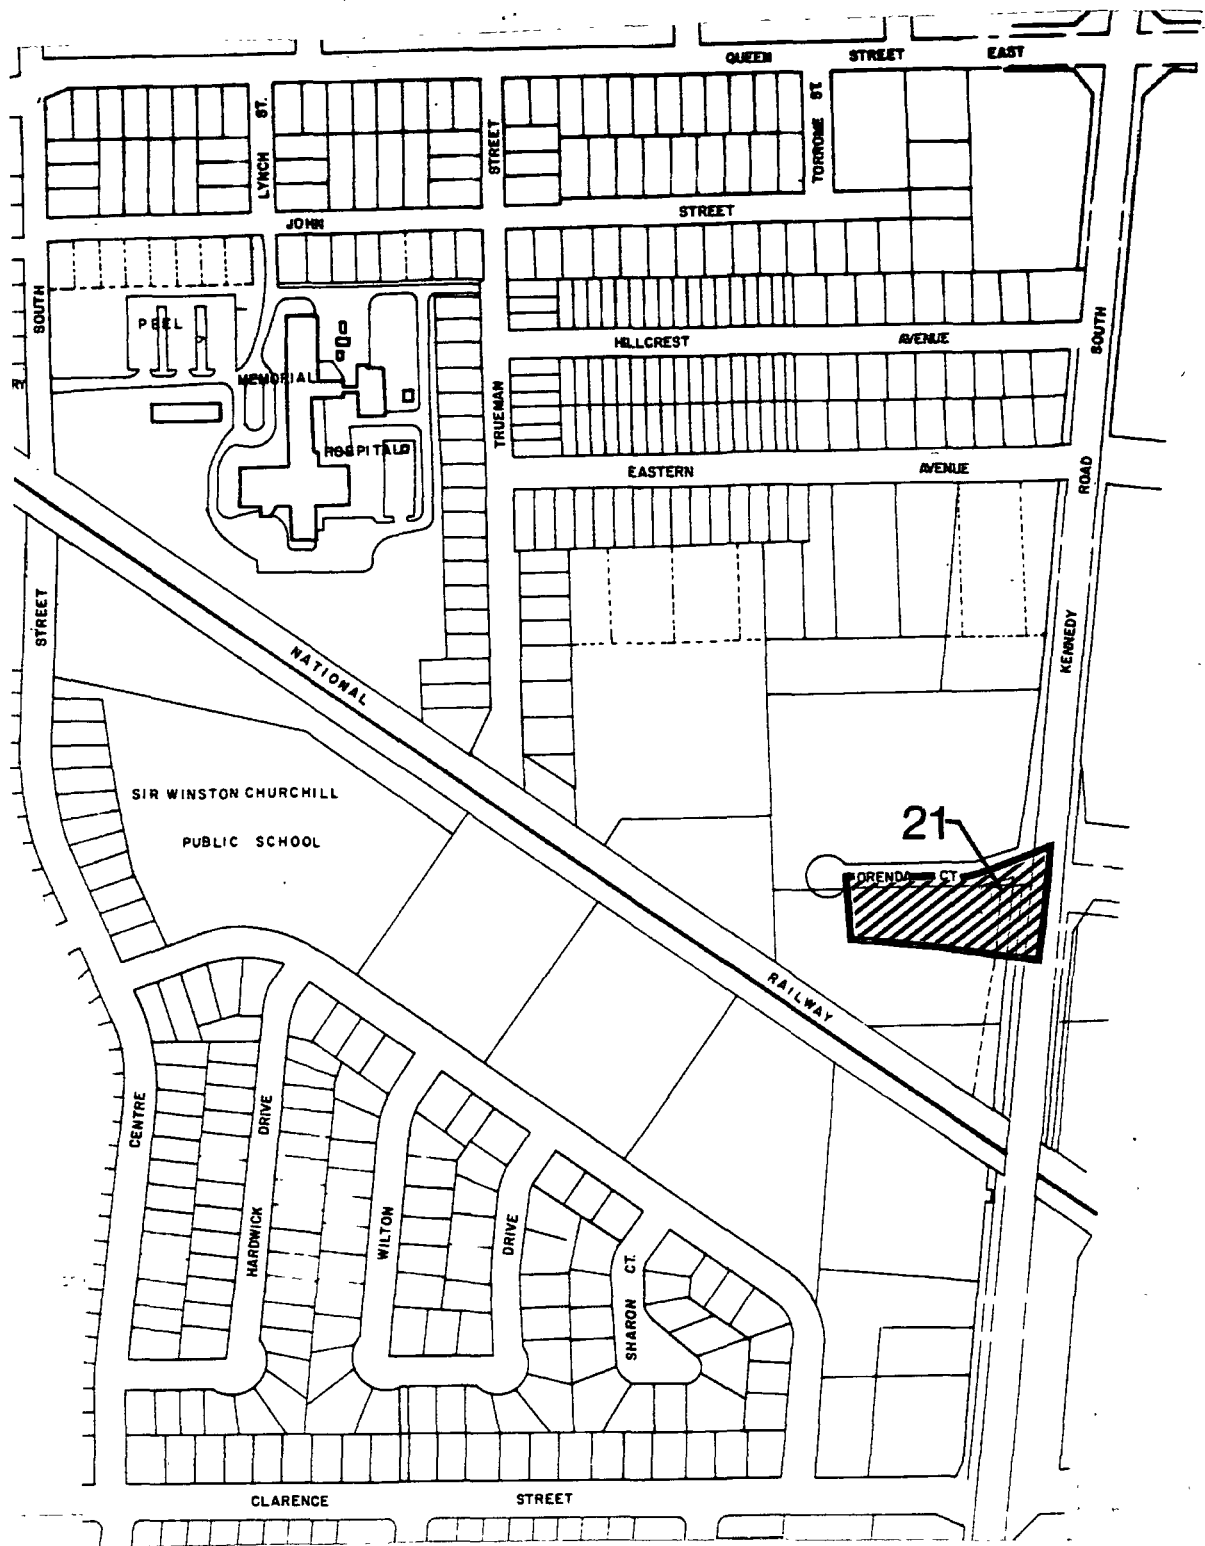 QUEEN STREET EAST
LYNCH ST.
STREET
TORROME ST.
JOHN STREET
SOUTH
PEEL
MEMORIAL
HOSPITAL
RY
TRUEMAN
HILLCREST AVENUE
SOUTH
EASTERN AVENUE
ROAD
STREET
KENNEDY
NATIONAL
SIR WINSTON CHURCHILL
PUBLIC SCHOOL
21
ORENDA CT
RAILWAY
CENTRE
DRIVE
HARDWICK
WILTON
DRIVE
SHARON CT.
CLARENCE STREET